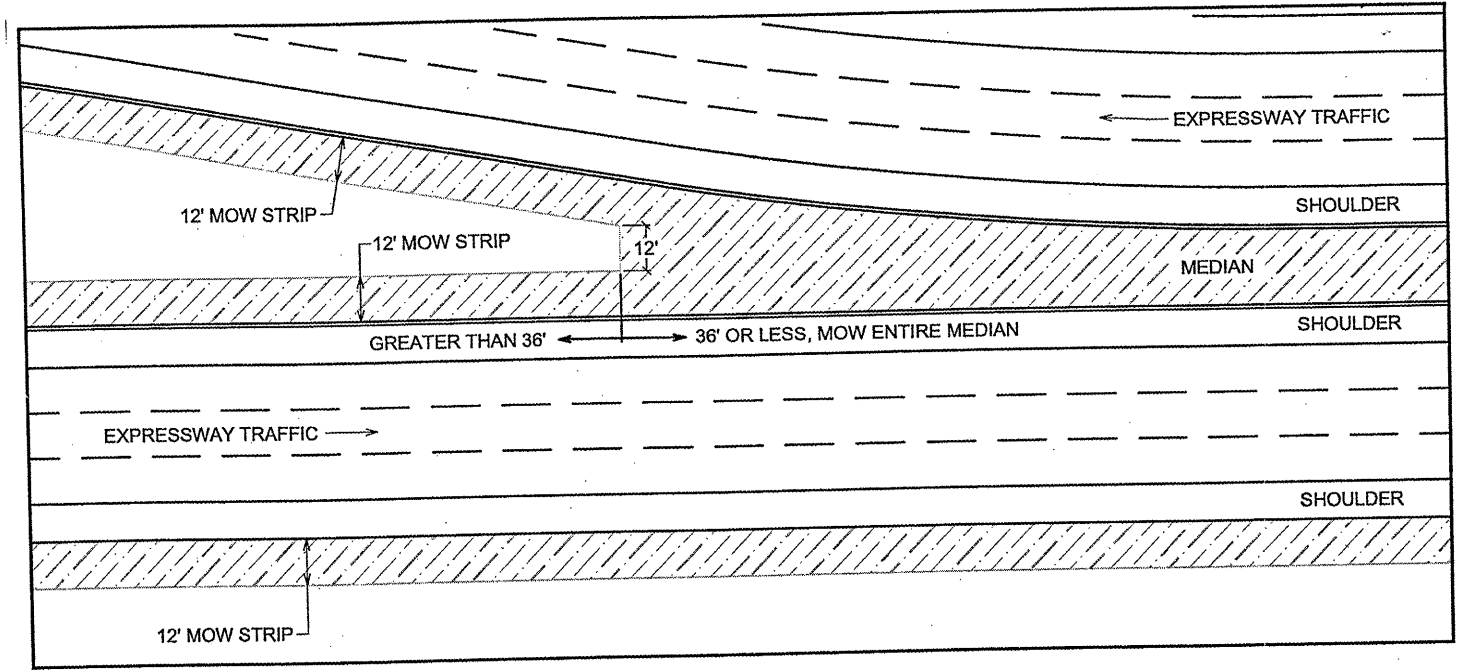 EXPRESSWAY TRAFFIC
SHOULDER
12' MOW STRIP
12' MOW STRIP
12'
MEDIAN
SHOULDER
GREATER THAN 36'
36' OR LESS, MOW ENTIRE MEDIAN
EXPRESSWAY TRAFFIC
SHOULDER
12' MOW STRIP